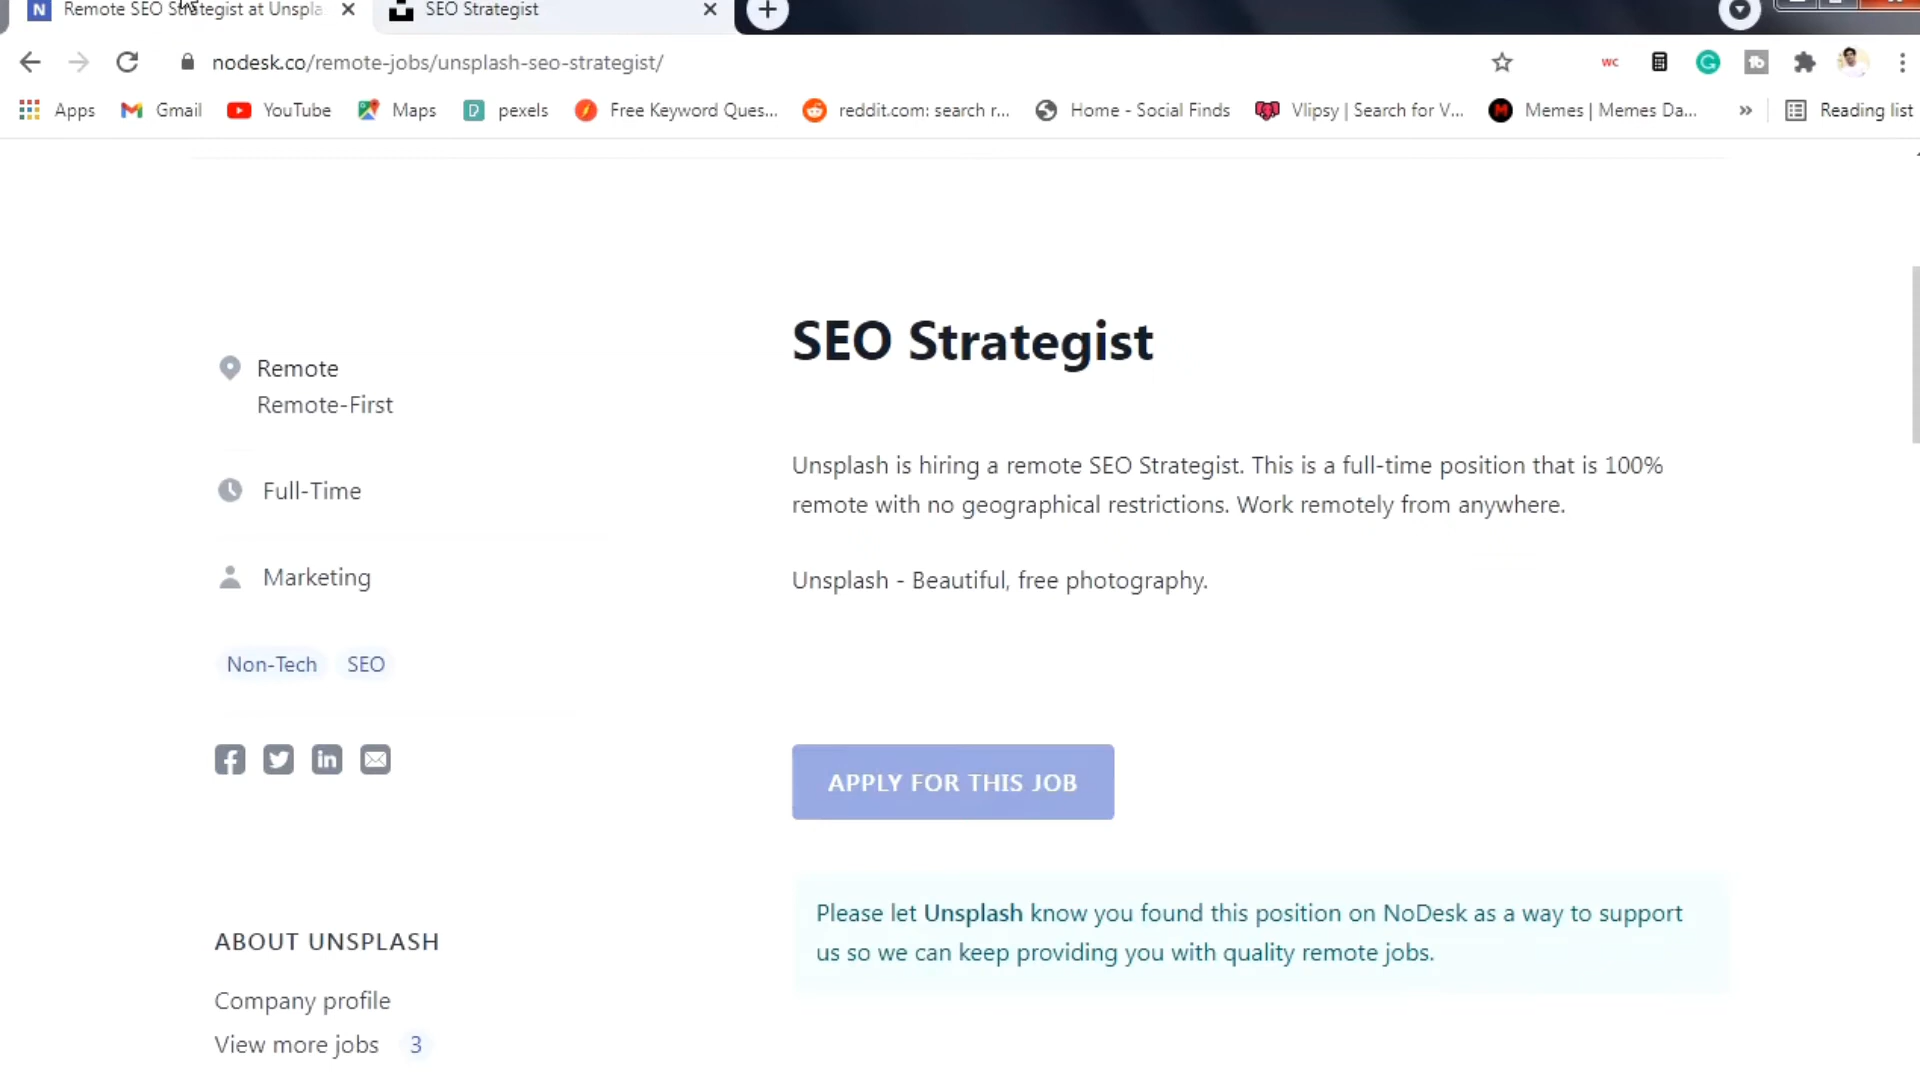 N Remote SEO Strategist at Unspla
SEO Strategist
nodesk.co/remote-jobs/unsplash-seo-strategist/
WC
Apps Gmail YouTube Maps pexels Free Keyword Ques... reddit.com: search r... Home - Social Finds Vlipsy | Search for V... Memes | Memes Da... » Reading list
SEO Strategist
Remote
Remote-First
Unsplash is hiring a remote SEO Strategist. This is a full-time position that is 100%
remote with no geographical restrictions. Work remotely from anywhere.
Full-Time
Marketing
Unsplash - Beautiful, free photography.
Non-Tech SEO
APPLY FOR THIS JOB
Please let Unsplash know you found this position on NoDesk as a way to support
us so we can keep providing you with quality remote jobs.
ABOUT UNSPLASH
Company profile
View more jobs 3